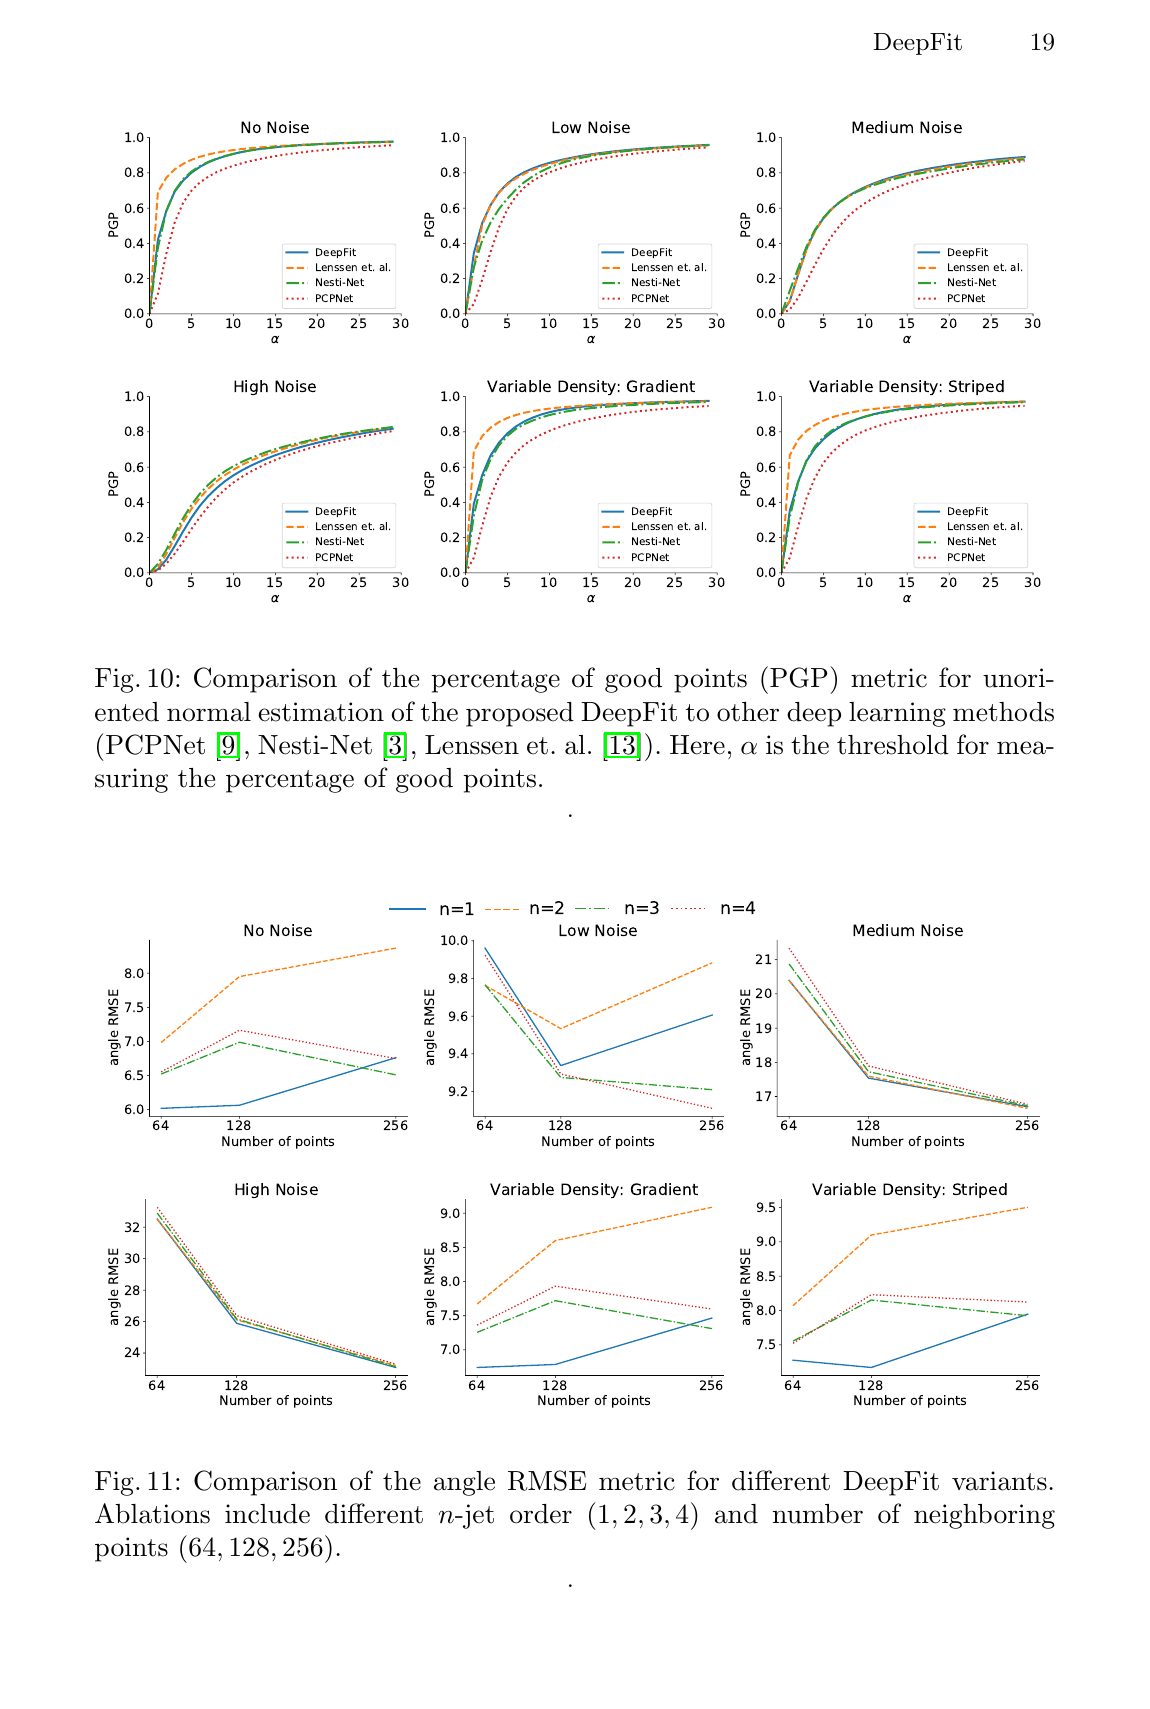 DeepFit 19
No Noise
PGP
1.0
0.8
0.6
0.4
0.2
0.0
DeepFit
Lenssen et. al.
Nesti-Net
PCPNet
0 5 10 15 20 25 30
α
Low Noise
PGP
1.0
0.8
0.6
0.4
0.2
0.0
DeepFit
Lenssen et. al.
Nesti-Net
PCPNet
0 5 10 15 20 25 30
α
Medium Noise
PGP
1.0
0.8
0.6
0.4
0.2
0.0
DeepFit
Lenssen et. al.
Nesti-Net
PCPNet
0 5 10 15 20 25 30
α
High Noise
PGP
1.0
0.8
0.6
0.4
0.2
0.0
DeepFit
Lenssen et. al.
Nesti-Net
PCPNet
0 5 10 15 20 25 30
α
Variable Density: Gradient
PGP
1.0
0.8
0.6
0.4
0.2
0.0
DeepFit
Lenssen et. al.
Nesti-Net
PCPNet
0 5 10 15 20 25 30
α
Variable Density: Striped
PGP
1.0
0.8
0.6
0.4
0.2
0.0
DeepFit
Lenssen et. al.
Nesti-Net
PCPNet
0 5 10 15 20 25 30
α
Fig. 10: Comparison of the percentage of good points (PGP) metric for unori-
ented normal estimation of the proposed DeepFit to other deep learning methods
(PCPNet [9], Nesti-Net [3], Lenssen et. al. [13]). Here, α is the threshold for mea-
suring the percentage of good points.
.
n=1 n=2 n=3 n=4
No Noise
angle RMSE
8.0
7.5
7.0
6.5
6.0
64 128 256
Number of points
Low Noise
angle RMSE
10.0
9.8
9.6
9.4
9.2
64 128 256
Number of points
Medium Noise
angle RMSE
21
20
19
18
17
64 128 256
Number of points
High Noise
angle RMSE
32
30
28
26
24
64 128 256
Number of points
Variable Density: Gradient
angle RMSE
9.0
8.5
8.0
7.5
7.0
64 128 256
Number of points
Variable Density: Striped
angle RMSE
9.5
9.0
8.5
8.0
7.5
64 128 256
Number of points
Fig. 11: Comparison of the angle RMSE metric for different DeepFit variants.
Ablations include different n-jet order (1, 2, 3, 4) and number of neighboring
points (64, 128, 256).
.